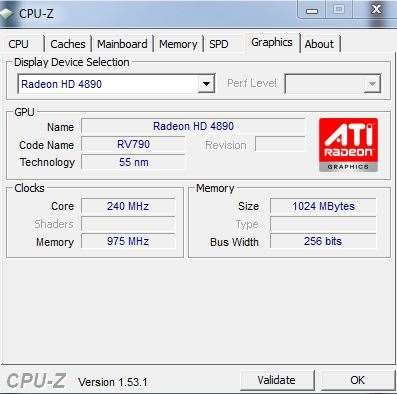 CPU-Z
CPU Caches Mainboard Memory SPD Graphics About
Display Device Selection
Radeon HD 4890 Perf Level
GPU
Name Radeon HD 4890
Code Name RV790 Revision
Technology 55 nm
ATI
RADEON
GRAPHICS
Clocks
Core 240 MHz
Shaders
Memory 975 MHz
Memory
Size 1024 MBytes
Type
Bus Width 256 bits
CPU-Z Version 1.53.1 Validate OK